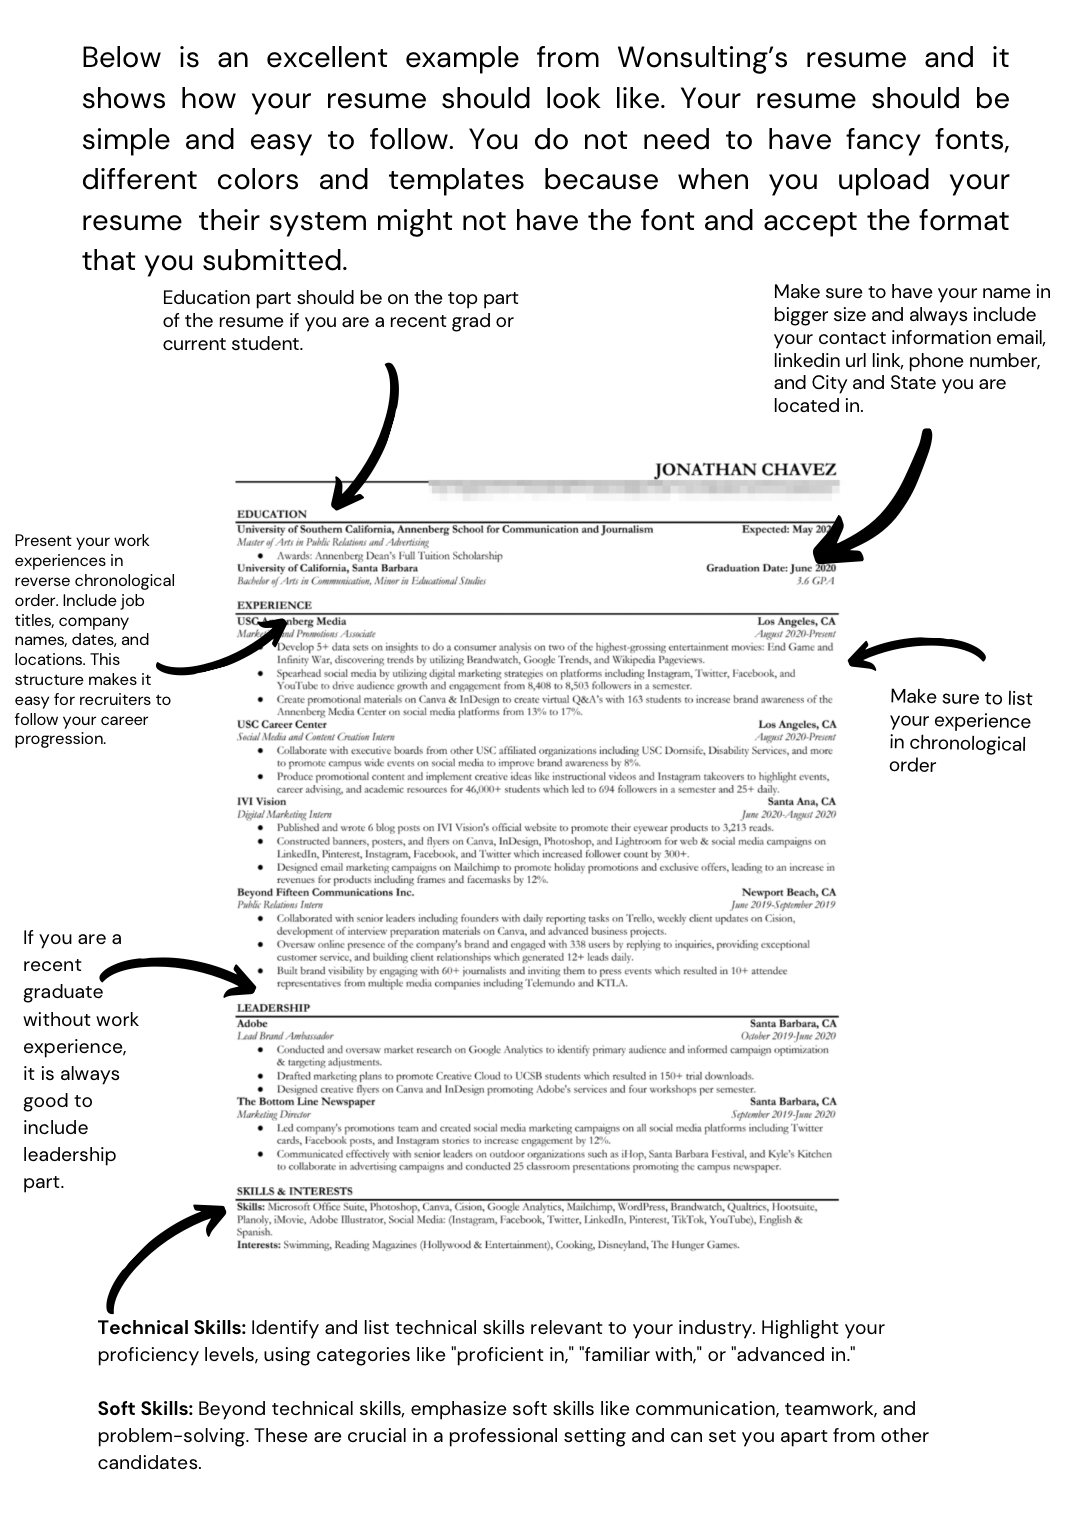 Below is an excellent example from Wonsulting’s resume and it
shows how your resume should look like. Your resume should be
simple and easy to follow. You do not need to have fancy fonts,
different colors and templates because when you upload your
resume their system might not have the font and accept the format
that you submitted.
Education part should be on the top part
of the resume if you are a recent grad or
current student.
Make sure to have your name in
bigger size and always include
your contact information email,
linkedin url link, phone number,
and City and State you are
located in.
Present your work
experiences in
reverse chronological
order. Include job
titles, company
names, dates, and
locations. This
structure makes it
easy for recruiters to
follow your career
progression.
JONATHAN CHAVEZ
EDUCATION
University of Southern California, Annenberg School for Communication and Journalism Expected: May
Master of Arts in Public Relations and Advertising
• Awards: Annenberg Dean's Full Tuition Scholarship
University of California, Santa Barbara Graduation Date: June 2020
Bachelor of Arts in Communication, Minor in Educational Studies 3.6 GPA
EXPERIENCE
USC Annenberg Media Los Angeles, CA
Marketing and Promotions Associate August 2020-Present
• Develop 5+ data sets on insights to do a consumer analysis on two of the highest-grossing entertainment movies: End Game and
Infinity War, discovering trends by utilizing Brandwatch, Google Trends, and Wikipedia Pageviews.
• Spearhead social media by utilizing digital marketing strategies on platforms including Instagram, Twitter, Facebook, and
YouTube to drive audience growth and engagement from 8,408 to 8,503 followers in a semester.
• Create promotional materials on Canva & InDesign to create virtual Q&A's with 163 students to increase brand awareness of the
Annenberg Media Center on social media platforms from 13% to 17%.
USC Career Center Los Angeles, CA
Social Media and Content Creation Intern August 2020-Present
• Collaborate with executive boards from other USC affiliated organizations including USC Dornsife, Disability Services, and more
to promote campus wide events on social media to improve brand awareness by 8%.
• Produce promotional content and implement creative ideas like instructional videos and Instagram takeovers to highlight events,
career advising, and academic resources for 46,000+ students which led to 694 followers in a semester and 25+ daily.
IVI Vision Santa Ana, CA
Digital Marketing Intern June 2020-August 2020
• Published and wrote 6 blog posts on IVI Vision's official website to promote their eyewear products to 3,213 reads.
• Constructed banners, posters, and flyers on Canva, InDesign, Photoshop, and Lightroom for web & social media campaigns on
LinkedIn, Pinterest, Instagram, Facebook, and Twitter which increased follower count by 300+.
• Designed email marketing campaigns on Mailchimp to promote holiday promotions and exclusive offers, leading to an increase in
revenues for products including frames and facemasks by 12%.
Beyond Fifteen Communications Inc. Newport Beach, CA
Public Relations Intern June 2019-September 2019
• Collaborated with senior leaders including founders with daily reporting tasks on Trello, weekly client updates on Cision,
development of interview preparation materials on Canva, and advanced business projects.
• Oversaw online presence of the company's brand and engaged with 338 users by replying to inquiries, providing exceptional
customer service, and building client relationships which generated 12+ leads daily.
• Built brand visibility by engaging with 60+ journalists and inviting them to press events which resulted in 10+ attendee
representatives from multiple media companies including Telemundo and KTLA.
LEADERSHIP
Adobe Santa Barbara, CA
Lead Brand Ambassador October 2019-June 2020
• Conducted and oversaw market research on Google Analytics to identify primary audience and informed campaign optimization
& targeting adjustments.
• Drafted marketing plans to promote Creative Cloud to UCSB students which resulted in 150+ trial downloads.
• Designed creative flyers on Canva and InDesign promoting Adobe's services and four workshops per semester.
The Bottom Line Newspaper Santa Barbara, CA
Marketing Director September 2019-June 2020
• Led company's promotions team and created social media marketing campaigns on all social media platforms including Twitter
cards, Facebook posts, and Instagram stories to increase engagement by 12%.
• Communicated effectively with senior leaders on outdoor organizations such as iHop, Santa Barbara Festival, and Kyle's Kitchen
to collaborate in advertising campaigns and conducted 25 classroom presentations promoting the campus newspaper.
SKILLS & INTERESTS
Skills: Microsoft Office Suite, Photoshop, Canva, Cision, Google Analytics, Mailchimp, WordPress, Brandwatch, Qualtrics, Hootsuite,
Planoly, iMovie, Adobe Illustrator, Social Media: (Instagram, Facebook, Twitter, LinkedIn, Pinterest, TikTok, YouTube), English &
Spanish.
Interests: Swimming, Reading Magazines (Hollywood & Entertainment), Cooking, Disneyland, The Hunger Games.
Make sure to list
your experience
in chronological
order
If you are a
recent
graduate
without work
experience,
it is always
good to
include
leadership
part.
Technical Skills: Identify and list technical skills relevant to your industry. Highlight your
proficiency levels, using categories like "proficient in," "familiar with," or "advanced in."
Soft Skills: Beyond technical skills, emphasize soft skills like communication, teamwork, and
problem-solving. These are crucial in a professional setting and can set you apart from other
candidates.